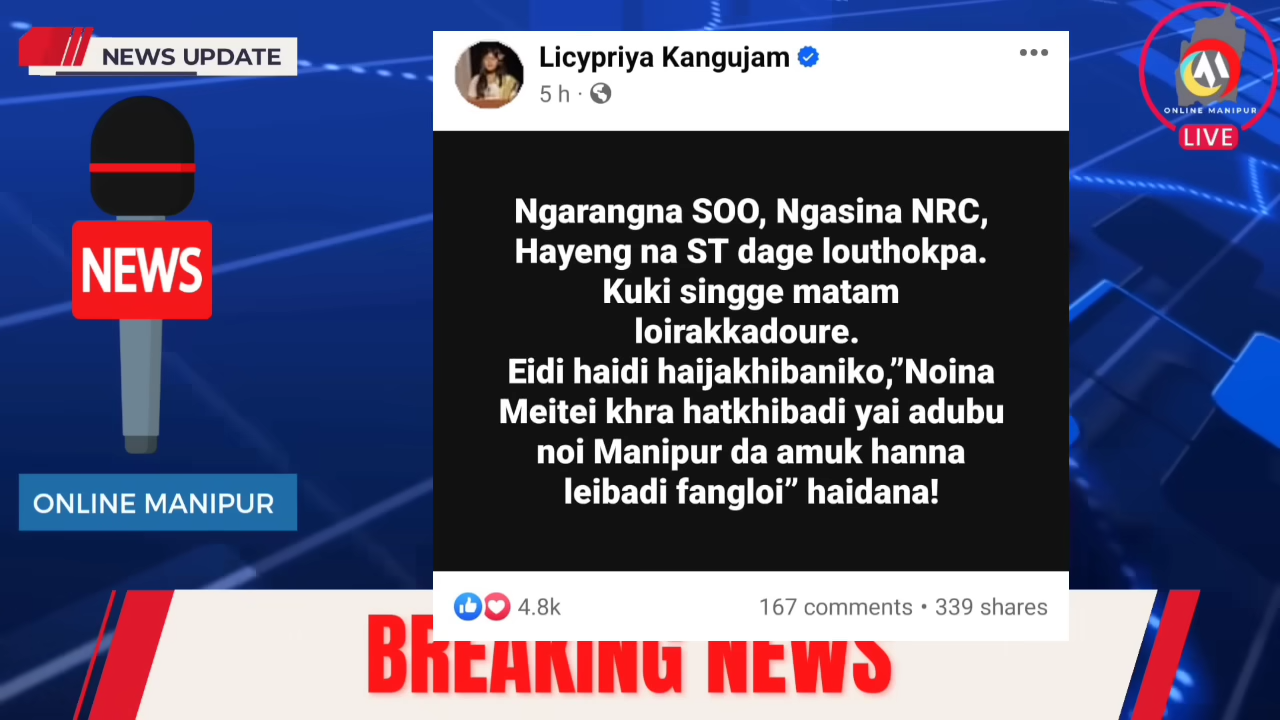 NEWS UPDATE
NEWS
ONLINE MANIPUR
Licypriya Kangujam
5 h ·
Ngarangna SOO, Ngasina NRC,
Hayeng na ST dage louthokpa.
Kuki singge matam
loirakkadoure.
Eidi haidi haijakhibaniko,”Noina
Meitei khra hatkhibadi yai adubu
noi Manipur da amuk hanna
leibadi fangloi” haidana!
4.8k
167 comments • 339 shares
BREAKING NEWS
ONLINE MANIPUR
LIVE